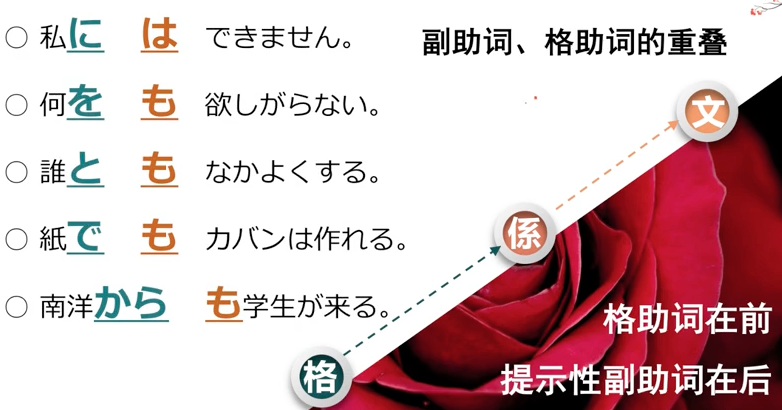 副助词、格助词的重叠
○ 私に は できません。
○ 何を も 欲しがらない。
○ 誰と も なかよくする。
○ 紙で も カバンは作れる。
○ 南洋から も学生が来る。
文
係
格
格助词在前
提示性副助词在后